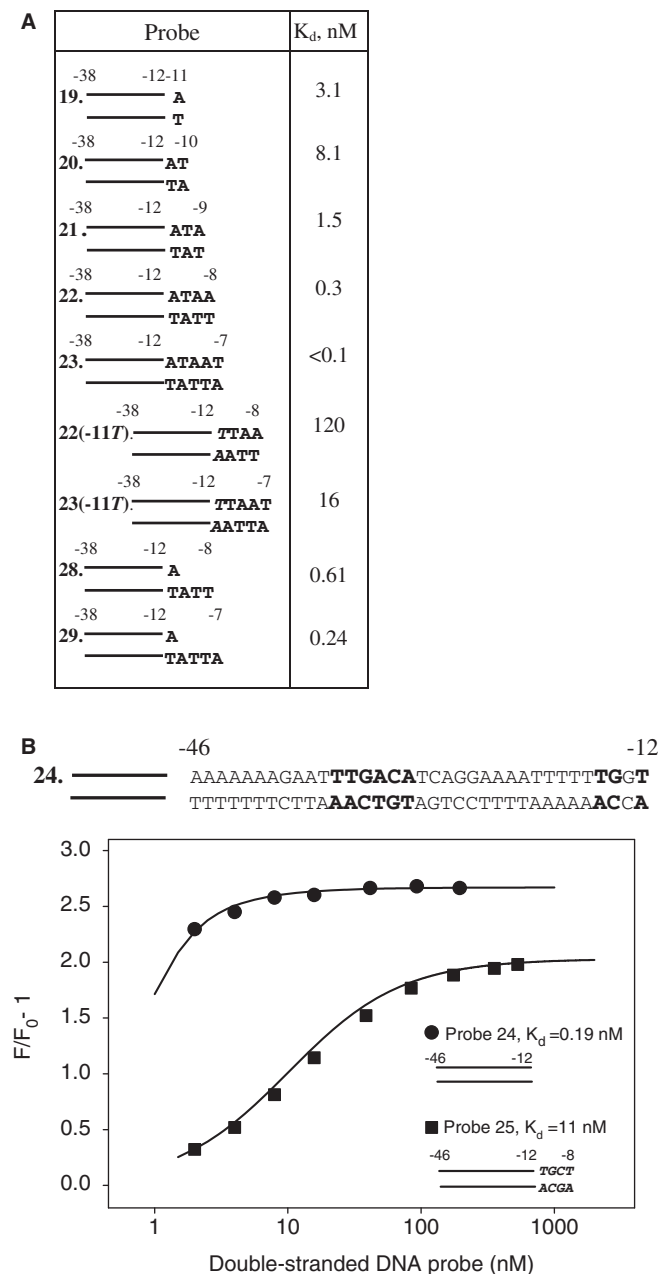 A
Probe K_d, nM
-38 -12-11
19. A 3.1
T
-38 -12 -10
20. AT 8.1
TA
-38 -12 -9
21. ATA 1.5
TAT
-38 -12 -8
22. ATAA 0.3
TATT
-38 -12 -7
23. ATAAT <0.1
TATTA
-38 -12 -8
22(-11T). TTAA 120
AATT
-38 -12 -7
23(-11T). TTAAT 16
AATTA
-38 -12 -8
28. A 0.61
TATT
-38 -12 -7
29. A 0.24
TATTA
B
-46 -12
24. AAAAAAAGAATTTGACATCAGGAAAATTTTTTGGT
TTTTTTTCTTAAACTGTAGTCCTTTTAAAAAACCA
3.0
2.5
2.0
1.5
1.0
0.5
0.0
F/F0- 1
Probe 24, Kd =0.19 nM
-46 -12
Probe 25, Kd =11 nM
-46 -12 -8
TGCT
ACGA
1 10 100 1000
Double-stranded DNA probe (nM)